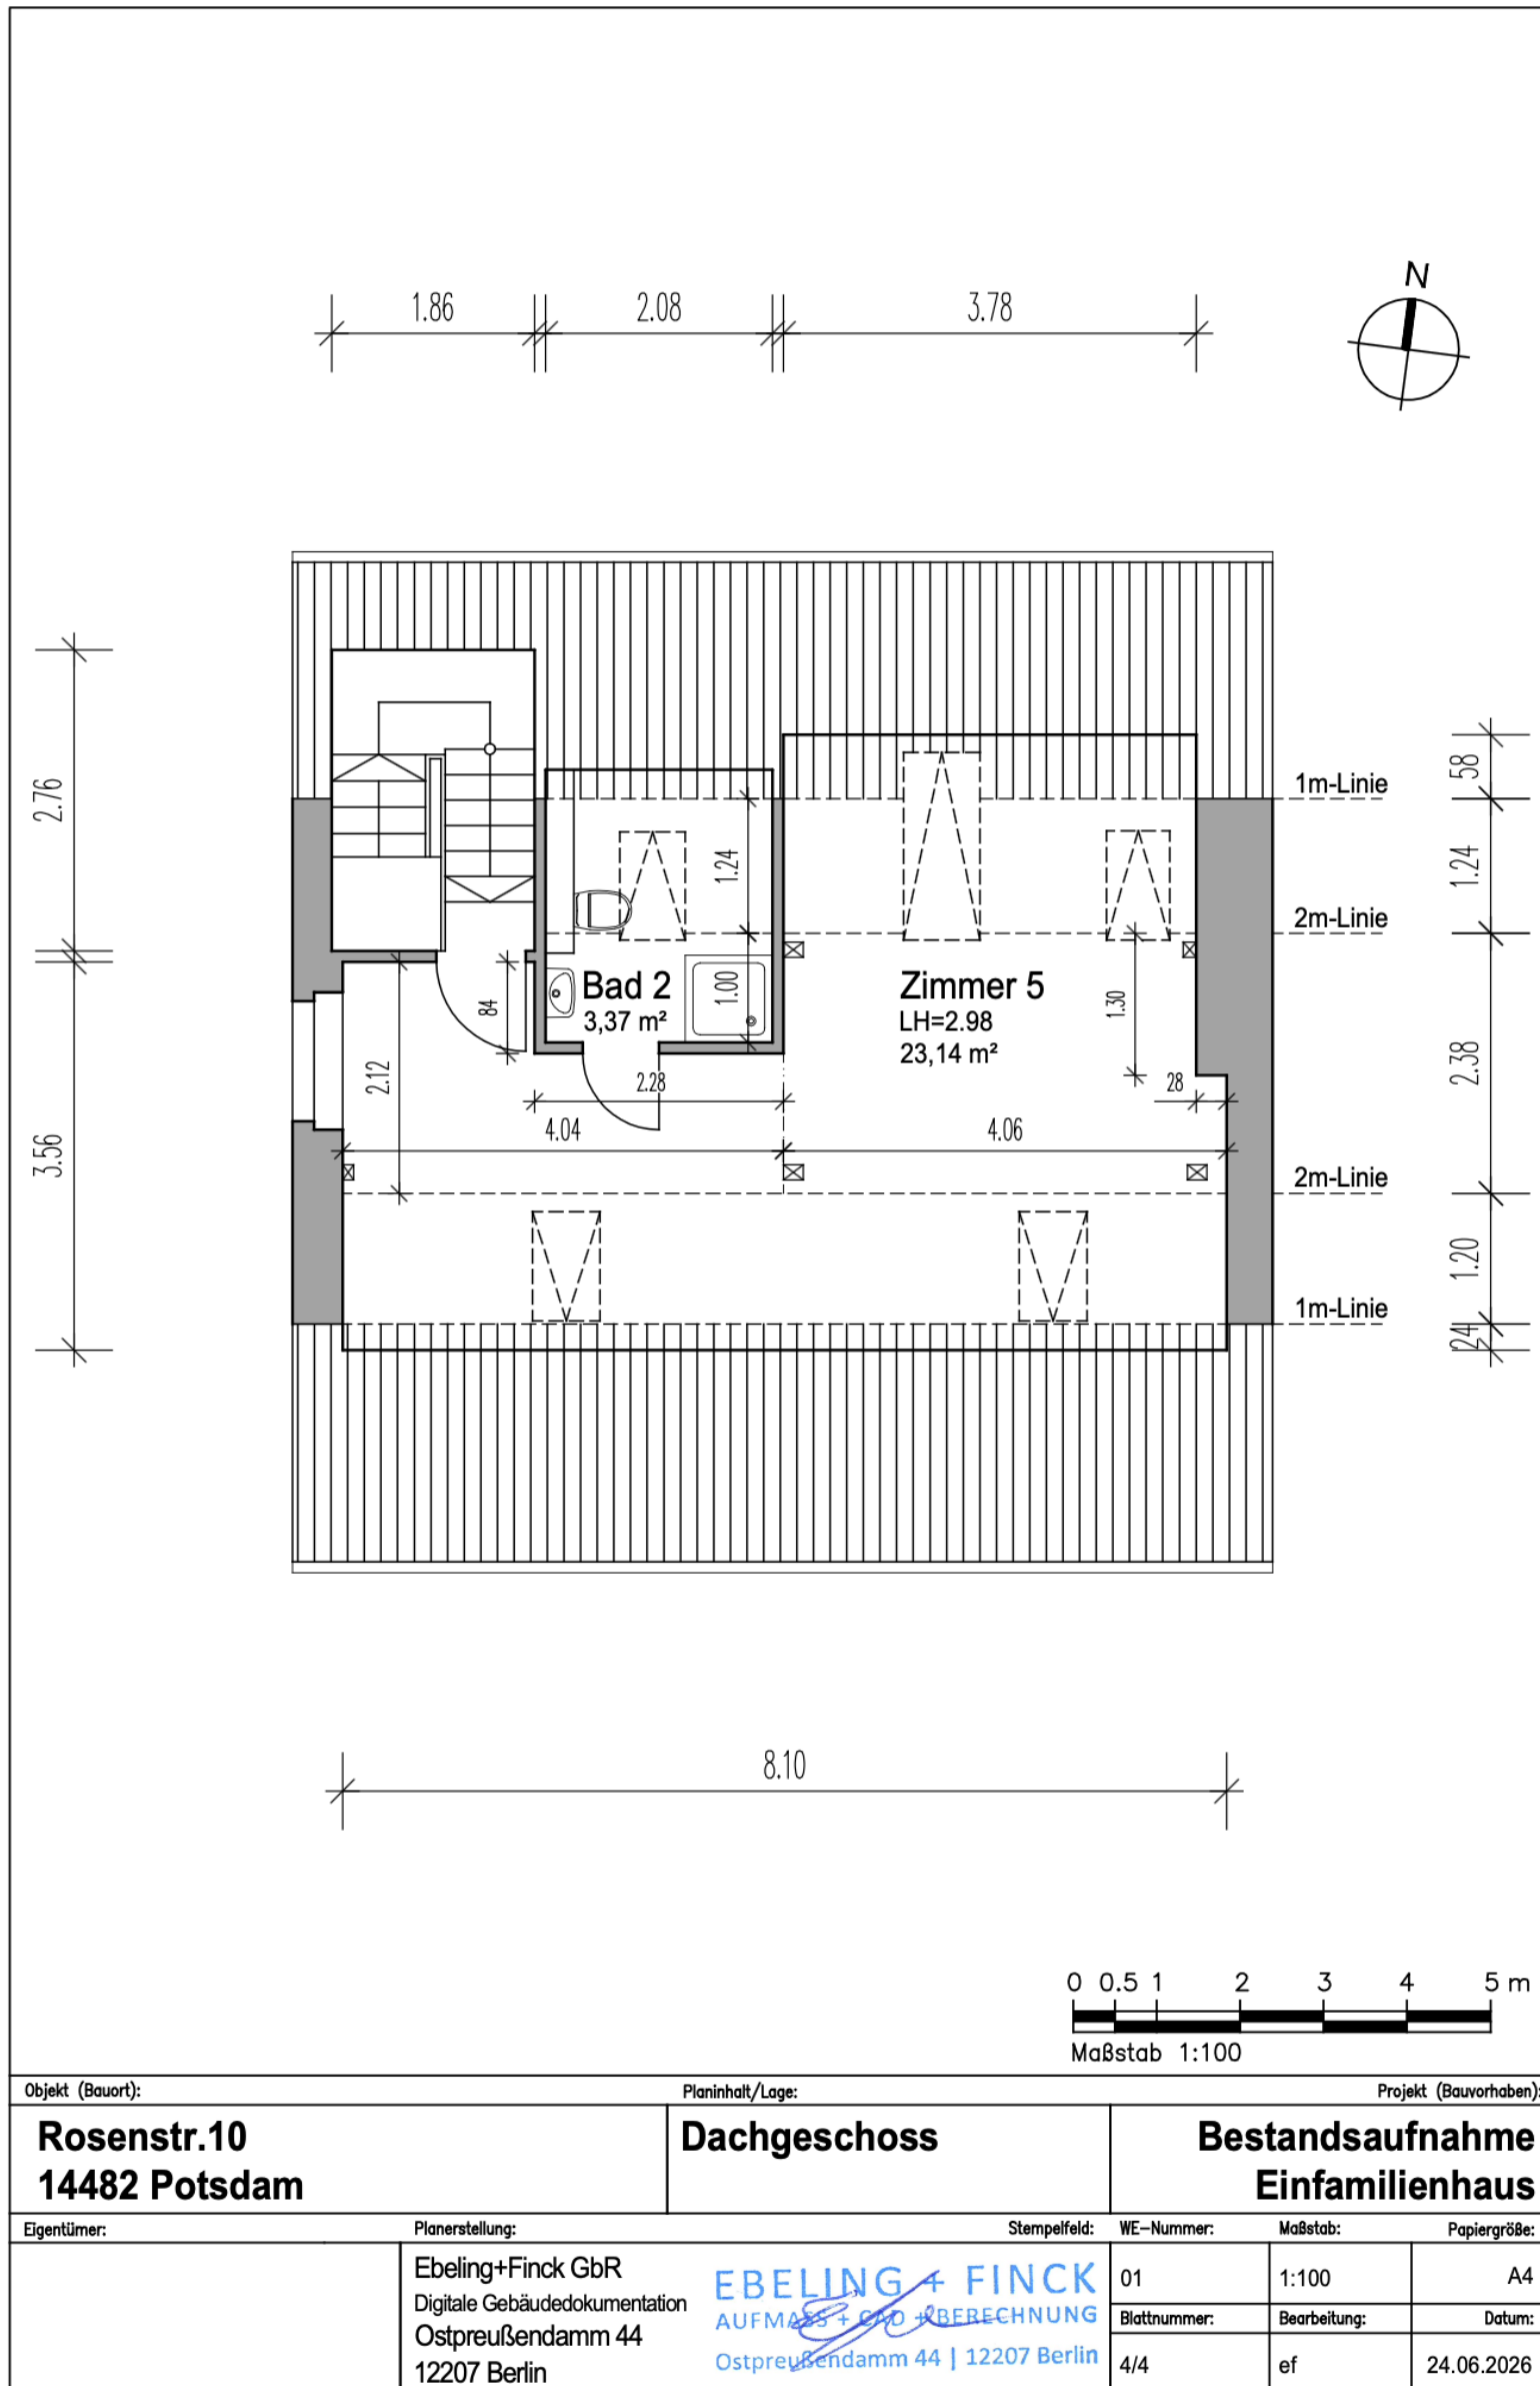 N
1.86
2.08
3.78
2.76
3.56
58
1.24
2.38
1.20
24
1m-Linie
2m-Linie
2m-Linie
1m-Linie
1.24
1.00
1.30
Bad 2
3,37 m²
Zimmer 5
LH=2.98
23,14 m²
84
2.12
2.28
28
4.04
4.06
8.10
0 0.5 1 2 3 4 5 m
Maßstab 1:100
Objekt (Bauort):
Rosenstr.10
14482 Potsdam
Planinhalt/Lage:
Dachgeschoss
Projekt (Bauvorhaben):
Bestandsaufnahme
Einfamilienhaus
Eigentümer:
Planerstellung:
Ebeling+Finck GbR
Digitale Gebäudedokumentation
Ostpreußendamm 44
12207 Berlin
Stempelfeld:
EBELING + FINCK
AUFMASS + CAD + BERECHNUNG
Ostpreußendamm 44 | 12207 Berlin
WE-Nummer:
01
Maßstab:
1:100
Papiergröße:
A4
Blattnummer:
4/4
Bearbeitung:
ef
Datum:
24.06.2026